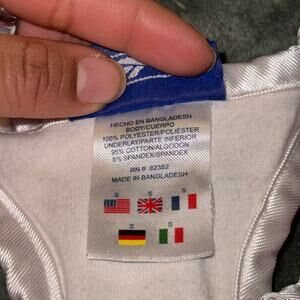 HECHO EN BANGLADESH
BODY/CUERPO
100% POLYESTER/POLIÉSTER
UNDERLAY/PARTE INFERIOR
95% COTTON/ALGODON
5% SPANDEX/SPANDEX
RN # 82382
MADE IN BANGLADESH
S S S
S S